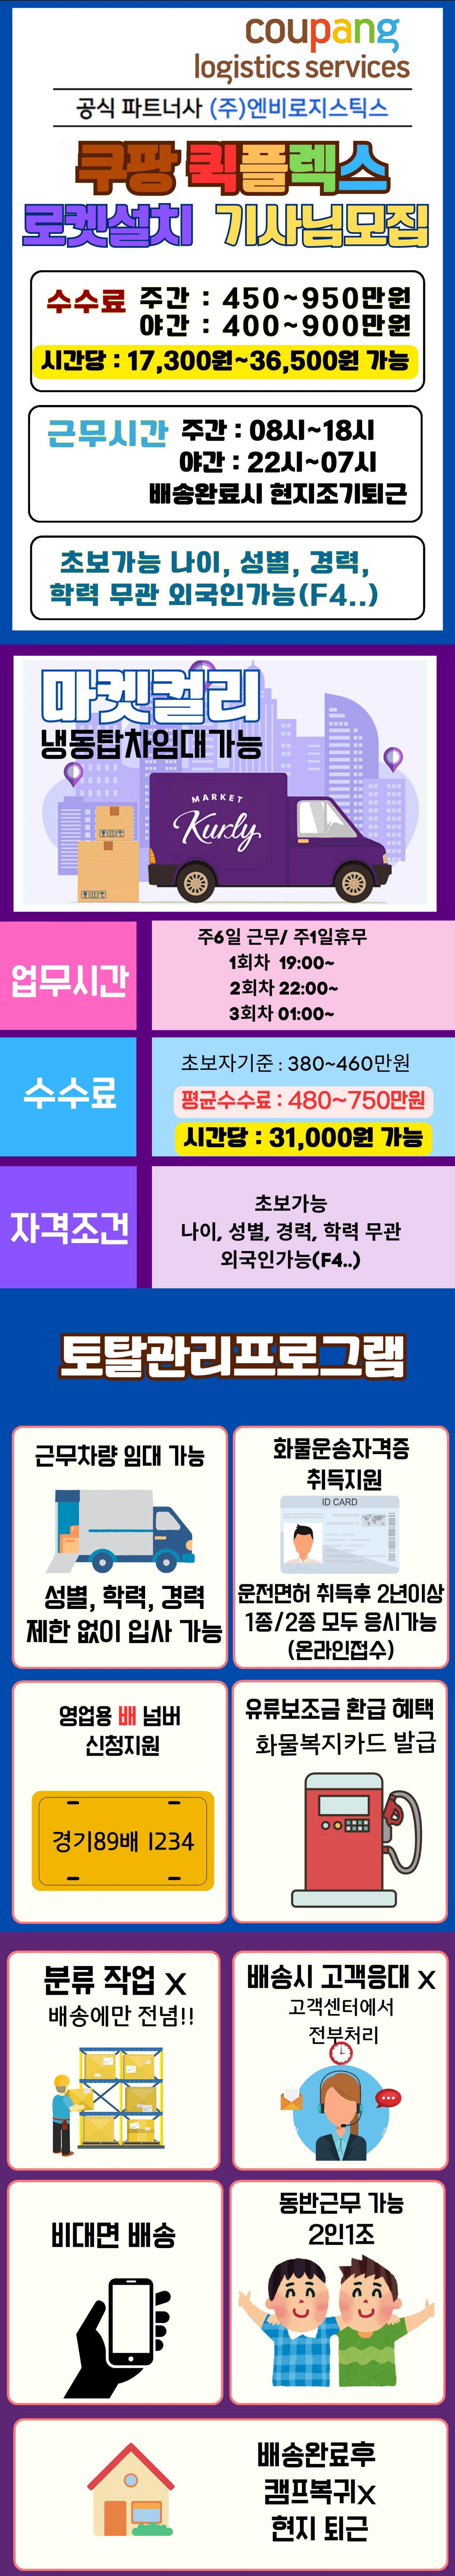 coupang
logistics services
공식 파트너사 (주)엔비로지스틱스
쿠팡 퀵플렉스
로켓설치 기사님모집
수수료 주간 : 450~950만원
야간 : 400~900만원
시간당 : 17,300원~36,500원 가능
근무시간 주간 : 08시~18시
야간 : 22시~07시
배송완료시 현지조기퇴근
초보가능 나이, 성별, 경력,
학력 무관 외국인가능(F4..)
마켓컬리
냉동탑차임대가능
MARKET
Kurly
업무시간
주6일 근무/ 주1일휴무
1회차 19:00~
2회차 22:00~
3회차 01:00~
수수료
초보자기준 : 380~460만원
평균수수료 : 480~750만원
시간당 : 31,000원 가능
자격조건
초보가능
나이, 성별, 경력, 학력 무관
외국인가능(F4..)
토탈관리프로그램
근무차량 임대 가능
성별, 학력, 경력
제한 없이 입사 가능
화물운송자격증
취득지원
ID CARD
운전면허 취득후 2년이상
1종/2종 모두 응시가능
(온라인접수)
영업용 배 넘버
신청지원
경기89배 1234
유류보조금 환급 혜택
화물복지카드 발급
분류 작업 X
배송에만 전념!!
배송시 고객응대 X
고객센터에서
전부처리
비대면 배송
동반근무 가능
2인1조
배송완료후
캠프복귀X
현지 퇴근